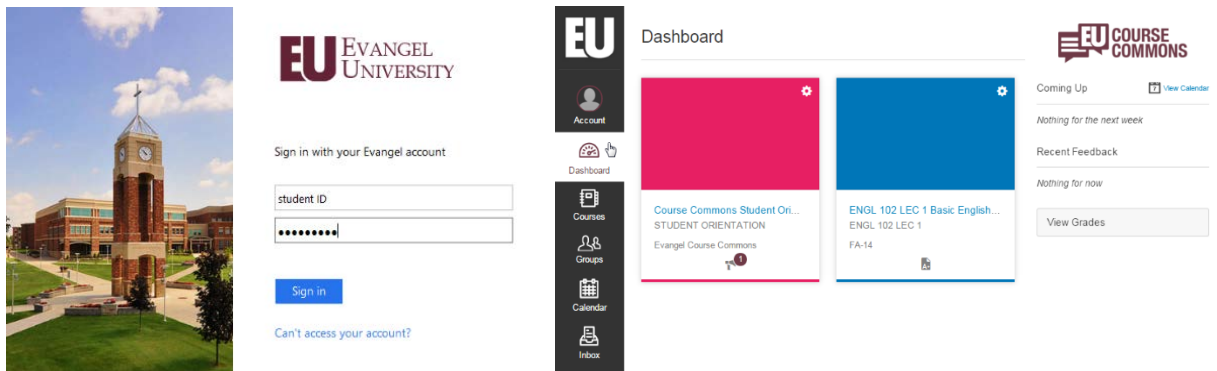 EU EVANGEL
UNIVERSITY
Sign in with your Evangel account
student ID
Sign in
Can't access your account?
EU
Account
Dashboard
Courses
Groups
Calendar
Inbox
Dashboard
Course Commons Student Ori...
STUDENT ORIENTATION
Evangel Course Commons
1
ENGL 102 LEC 1 Basic English...
ENGL 102 LEC 1
FA-14
EU COURSE
COMMONS
Coming Up
7 View Calendar
Nothing for the next week
Recent Feedback
Nothing for now
View Grades